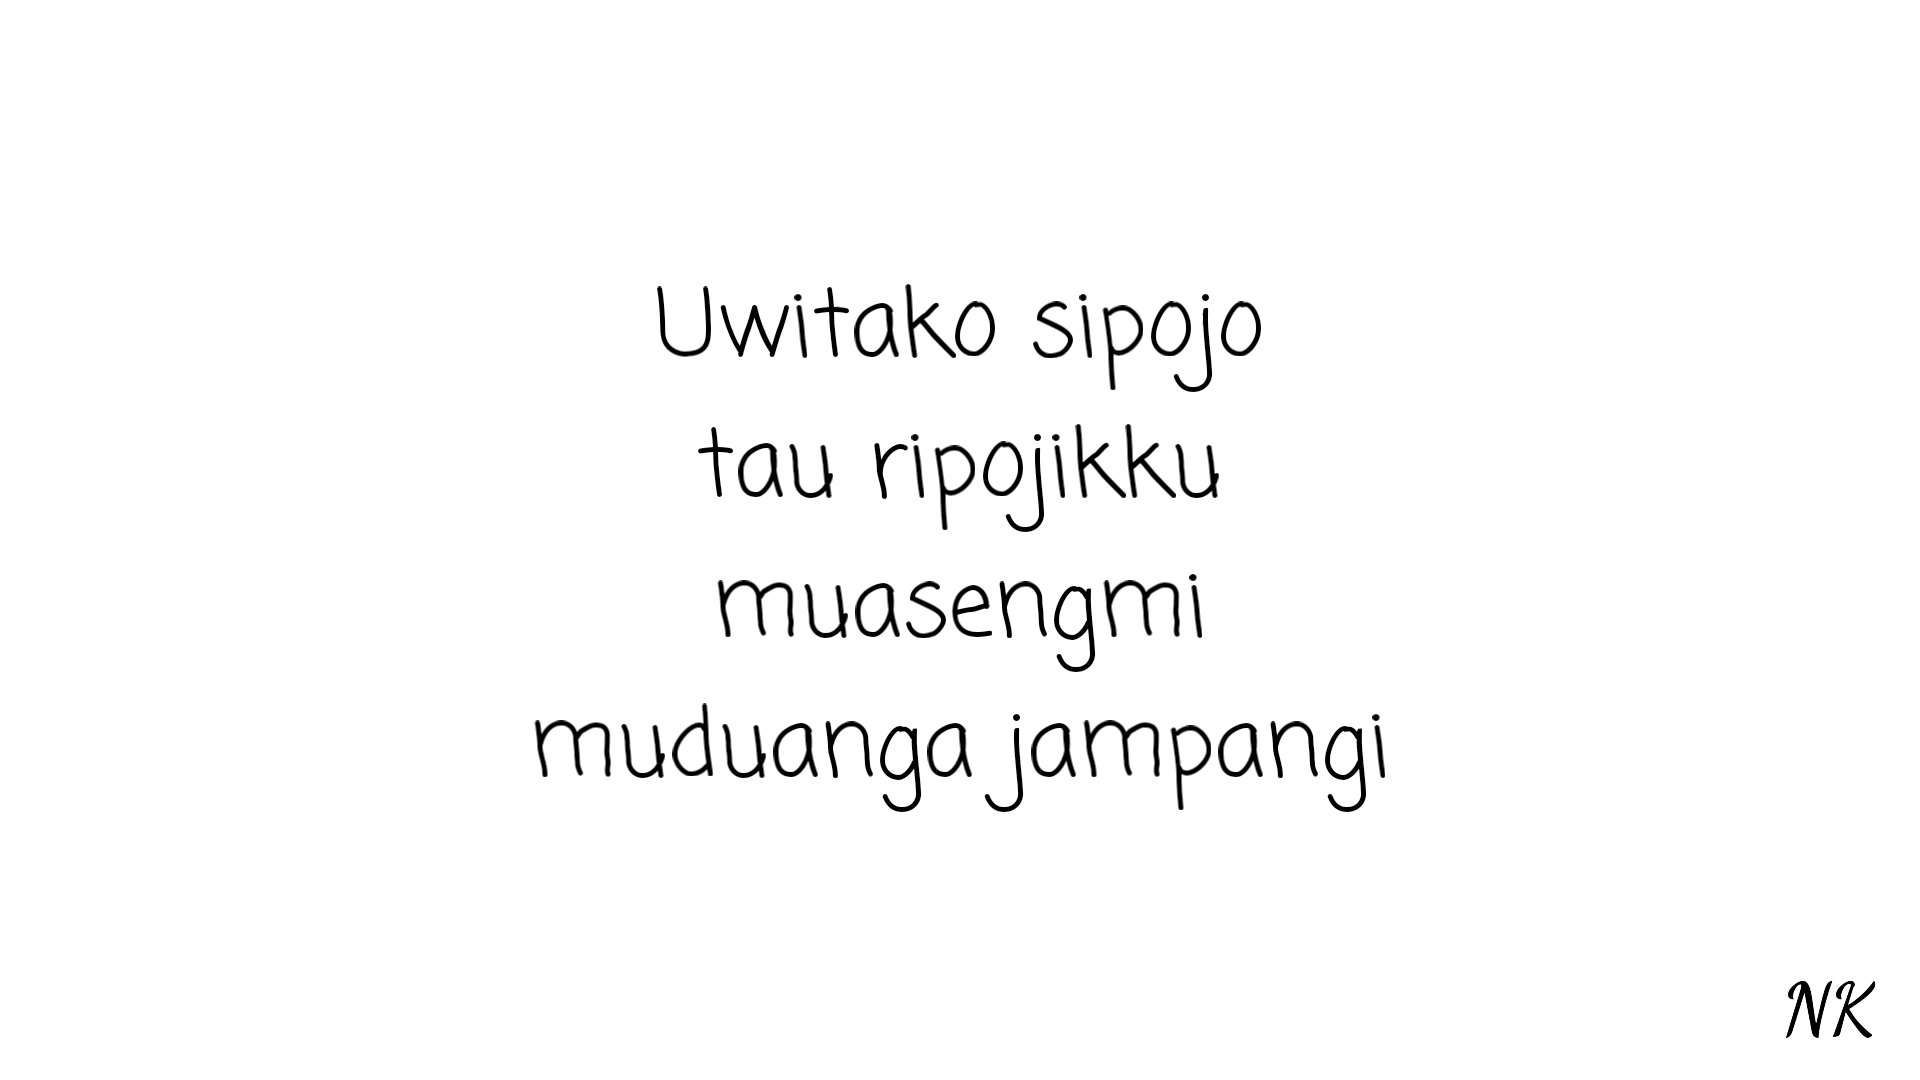 Uwitako sipojo
tau ripojikku
muasengmi
muduanga jampangi
NK